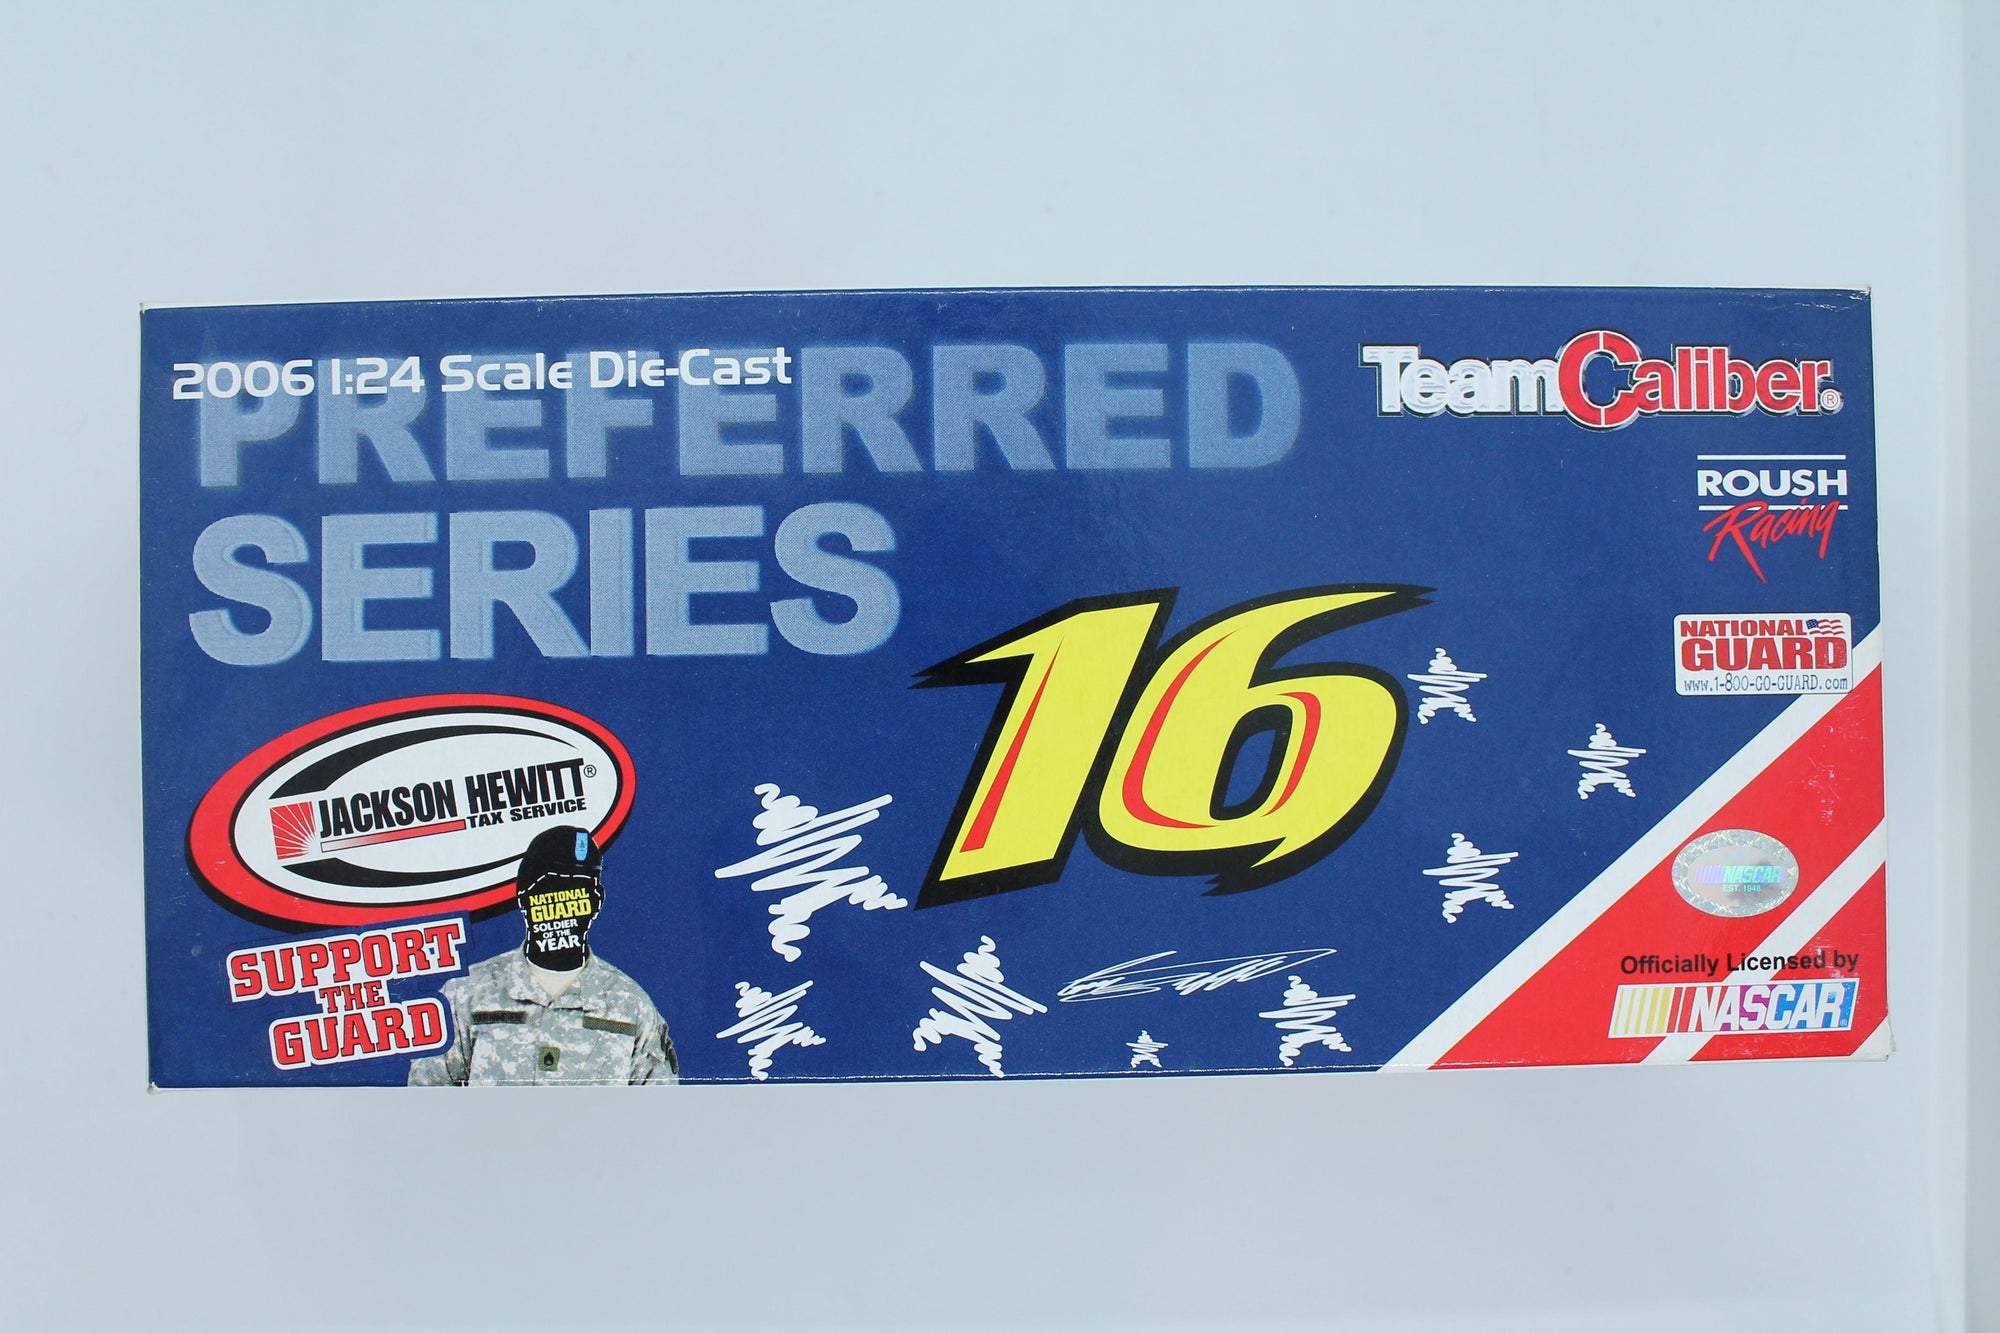 2006 1:24 Scale Die-Cast
PREFERRED
SERIES
TeamCaliber®
ROUSH
Racing
NATIONAL
GUARD
www.1-800-GO-GUARD.com
16
JACKSON HEWITT®
TAX SERVICE
NATIONAL
GUARD
SOLDIER
OF THE
YEAR
SUPPORT
THE
GUARD
NASCAR
EST. 1948
Officially Licensed by
NASCAR®